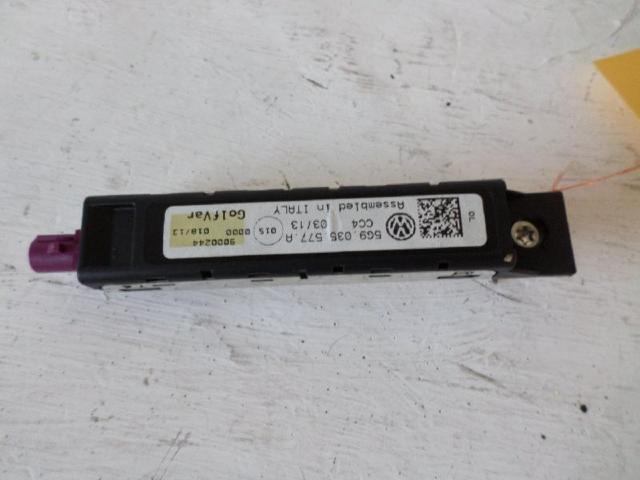 5G9.035.577.A
CC4 03/13
Assembled in ITALY
015
9000244
0000 018/13
GolfVar